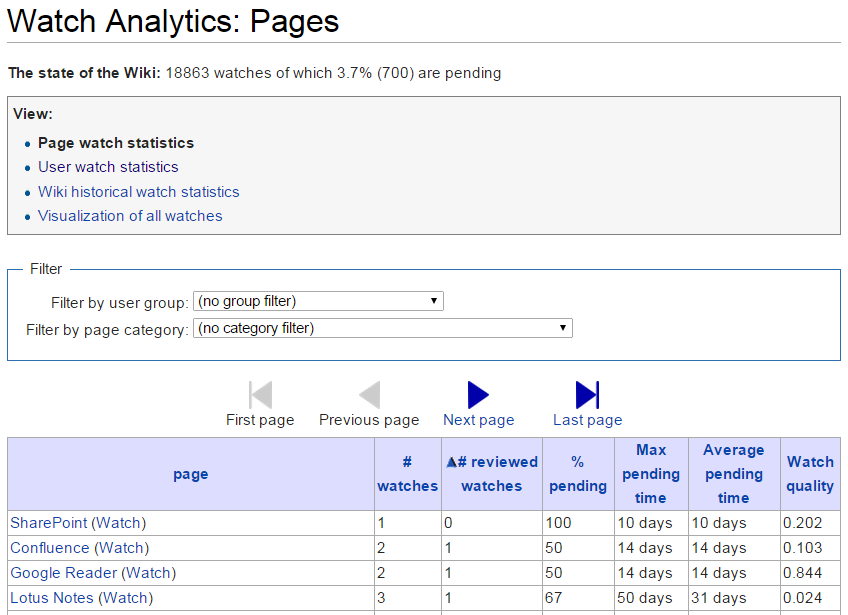 Watch Analytics: Pages
The state of the Wiki: 18863 watches of which 3.7% (700) are pending
View:
Page watch statistics
User watch statistics
Wiki historical watch statistics
Visualization of all watches
Filter
Filter by user group: (no group filter)
Filter by page category: (no category filter)
First page Previous page Next page Last page
page # watches # reviewed watches % pending Max pending time Average pending time Watch quality
SharePoint (Watch) 1 0 100 10 days 10 days 0.202
Confluence (Watch) 2 1 50 14 days 14 days 0.103
Google Reader (Watch) 2 1 50 14 days 14 days 0.844
Lotus Notes (Watch) 3 1 67 50 days 31 days 0.024